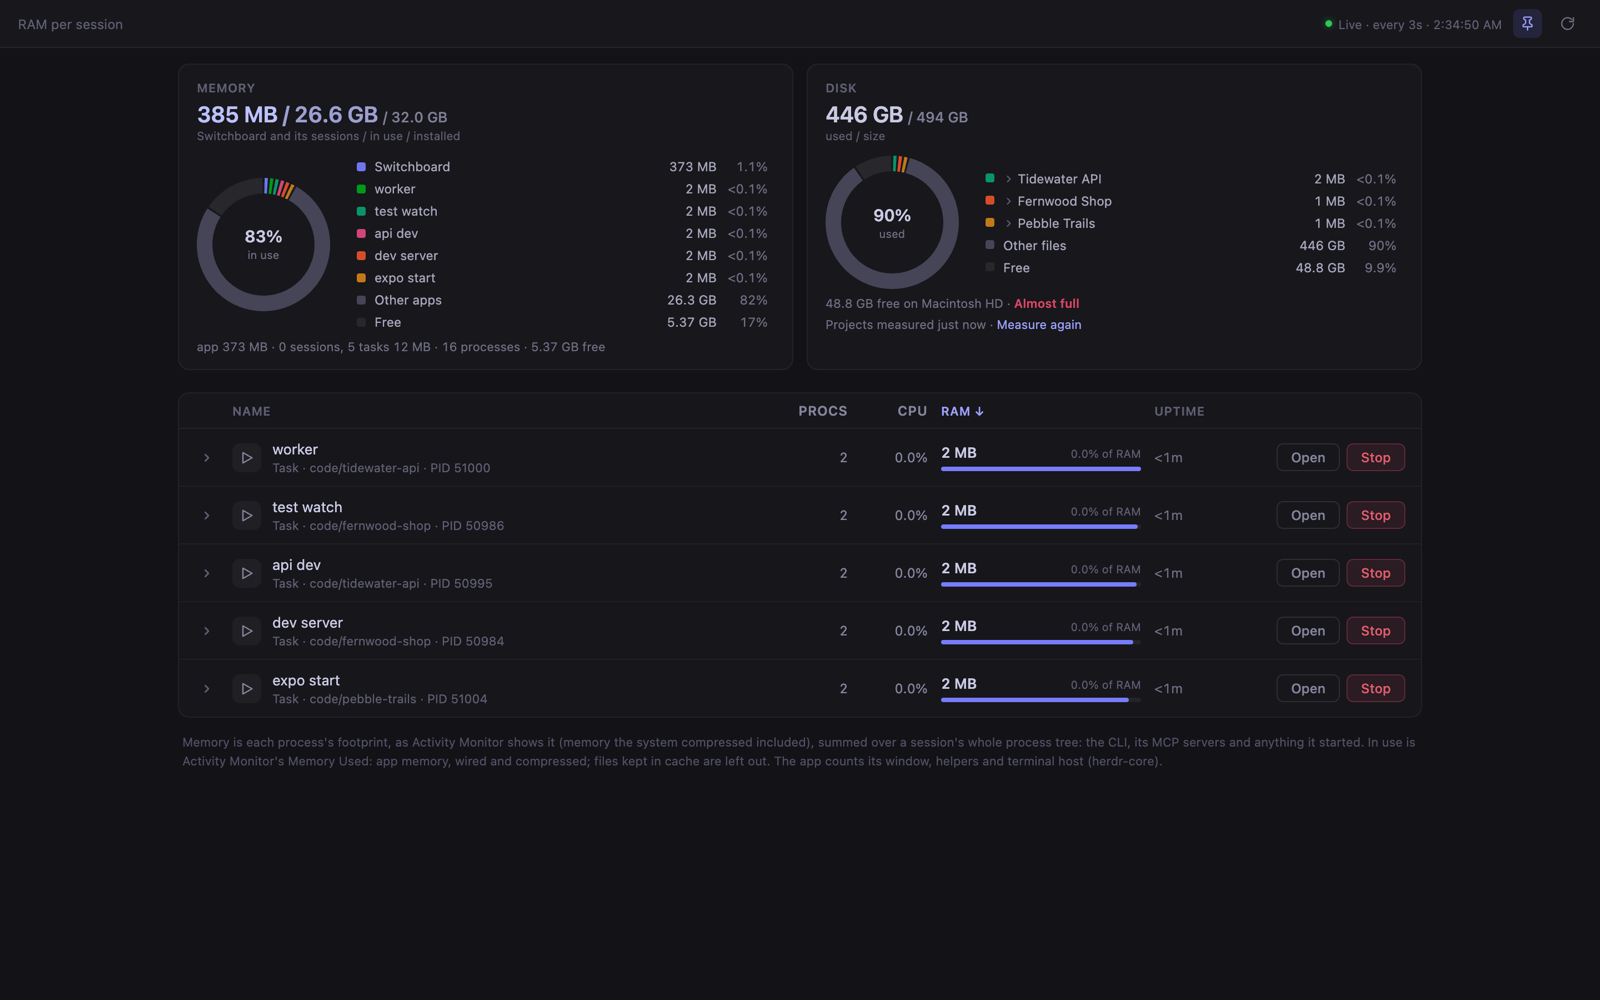 RAM per session
Live · every 3s · 2:34:50 AM
MEMORY
385 MB / 26.6 GB / 32.0 GB
Switchboard and its sessions / in use / installed
83%
in use
Switchboard 373 MB 1.1%
worker 2 MB <0.1%
test watch 2 MB <0.1%
api dev 2 MB <0.1%
dev server 2 MB <0.1%
expo start 2 MB <0.1%
Other apps 26.3 GB 82%
Free 5.37 GB 17%
app 373 MB · 0 sessions, 5 tasks 12 MB · 16 processes · 5.37 GB free
DISK
446 GB / 494 GB
used / size
90%
used
Tidewater API 2 MB <0.1%
Fernwood Shop 1 MB <0.1%
Pebble Trails 1 MB <0.1%
Other files 446 GB 90%
Free 48.8 GB 9.9%
48.8 GB free on Macintosh HD · Almost full
Projects measured just now · Measure again
NAME PROCS CPU RAM ↓ UPTIME
worker
Task · code/tidewater-api · PID 51000
2 0.0% 2 MB 0.0% of RAM <1m Open Stop
test watch
Task · code/fernwood-shop · PID 50986
2 0.0% 2 MB 0.0% of RAM <1m Open Stop
api dev
Task · code/tidewater-api · PID 50995
2 0.0% 2 MB 0.0% of RAM <1m Open Stop
dev server
Task · code/fernwood-shop · PID 50984
2 0.0% 2 MB 0.0% of RAM <1m Open Stop
expo start
Task · code/pebble-trails · PID 51004
2 0.0% 2 MB 0.0% of RAM <1m Open Stop
Memory is each process's footprint, as Activity Monitor shows it (memory the system compressed included), summed over a session's whole process tree: the CLI, its MCP servers and anything it started. In use is
Activity Monitor's Memory Used: app memory, wired and compressed; files kept in cache are left out. The app counts its window, helpers and terminal host (herdr-core).